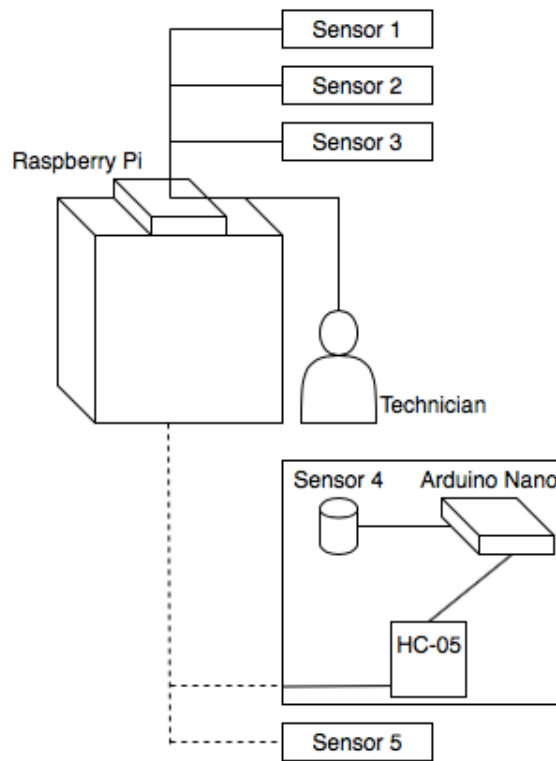 Sensor 1
Sensor 2
Sensor 3
Raspberry Pi
Technician
Sensor 4
Arduino Nano
HC-05
Sensor 5